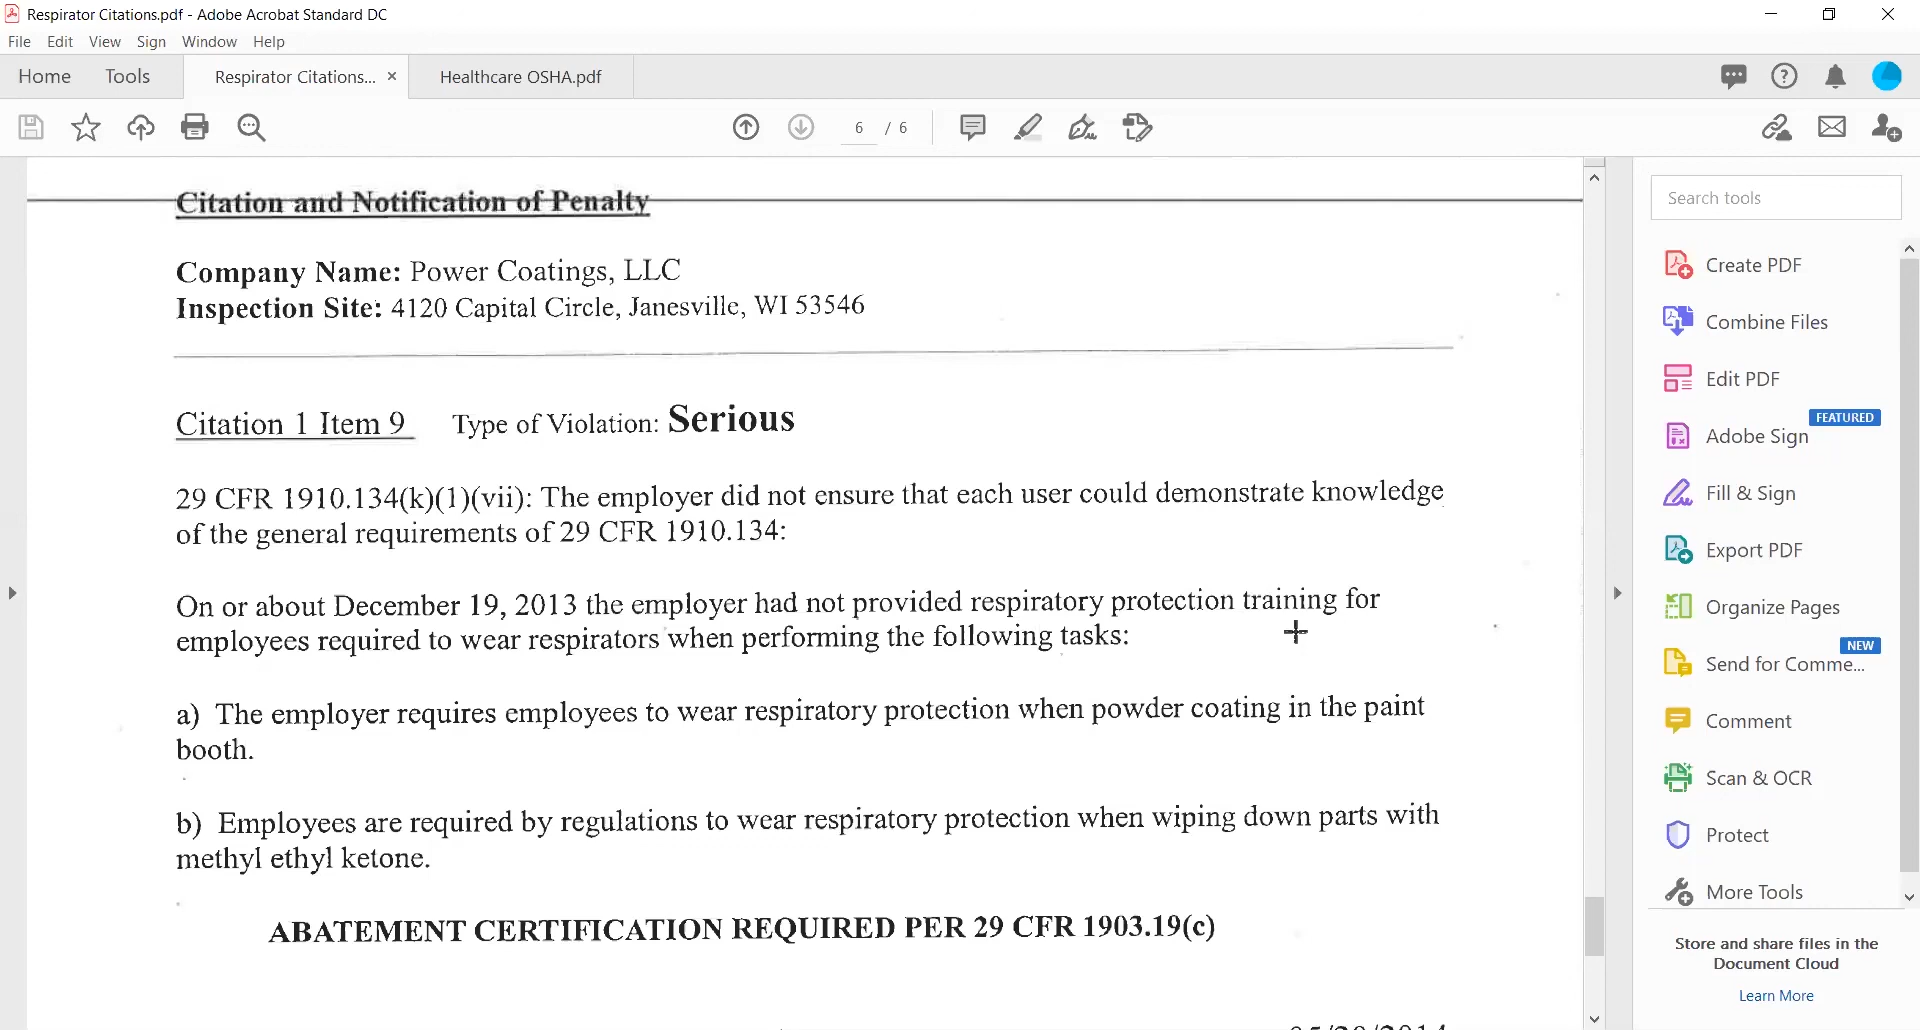 Respirator Citations.pdf - Adobe Acrobat Standard DC
File Edit View Sign Window Help
Home Tools Respirator Citations... × Healthcare OSHA.pdf
6 / 6
Search tools
Citation and Notification of Penalty
Company Name: Power Coatings, LLC
Inspection Site: 4120 Capital Circle, Janesville, WI 53546
Citation 1 Item 9 Type of Violation: Serious
29 CFR 1910.134(k)(1)(vii): The employer did not ensure that each user could demonstrate knowledge
of the general requirements of 29 CFR 1910.134:
On or about December 19, 2013 the employer had not provided respiratory protection training for
employees required to wear respirators when performing the following tasks:
a) The employer requires employees to wear respiratory protection when powder coating in the paint
booth.
b) Employees are required by regulations to wear respiratory protection when wiping down parts with
methyl ethyl ketone.
ABATEMENT CERTIFICATION REQUIRED PER 29 CFR 1903.19(c)
Create PDF
Combine Files
Edit PDF
FEATURED
Adobe Sign
Fill & Sign
Export PDF
Organize Pages
NEW
Send for Comme...
Comment
Scan & OCR
Protect
More Tools
Store and share files in the
Document Cloud
Learn More